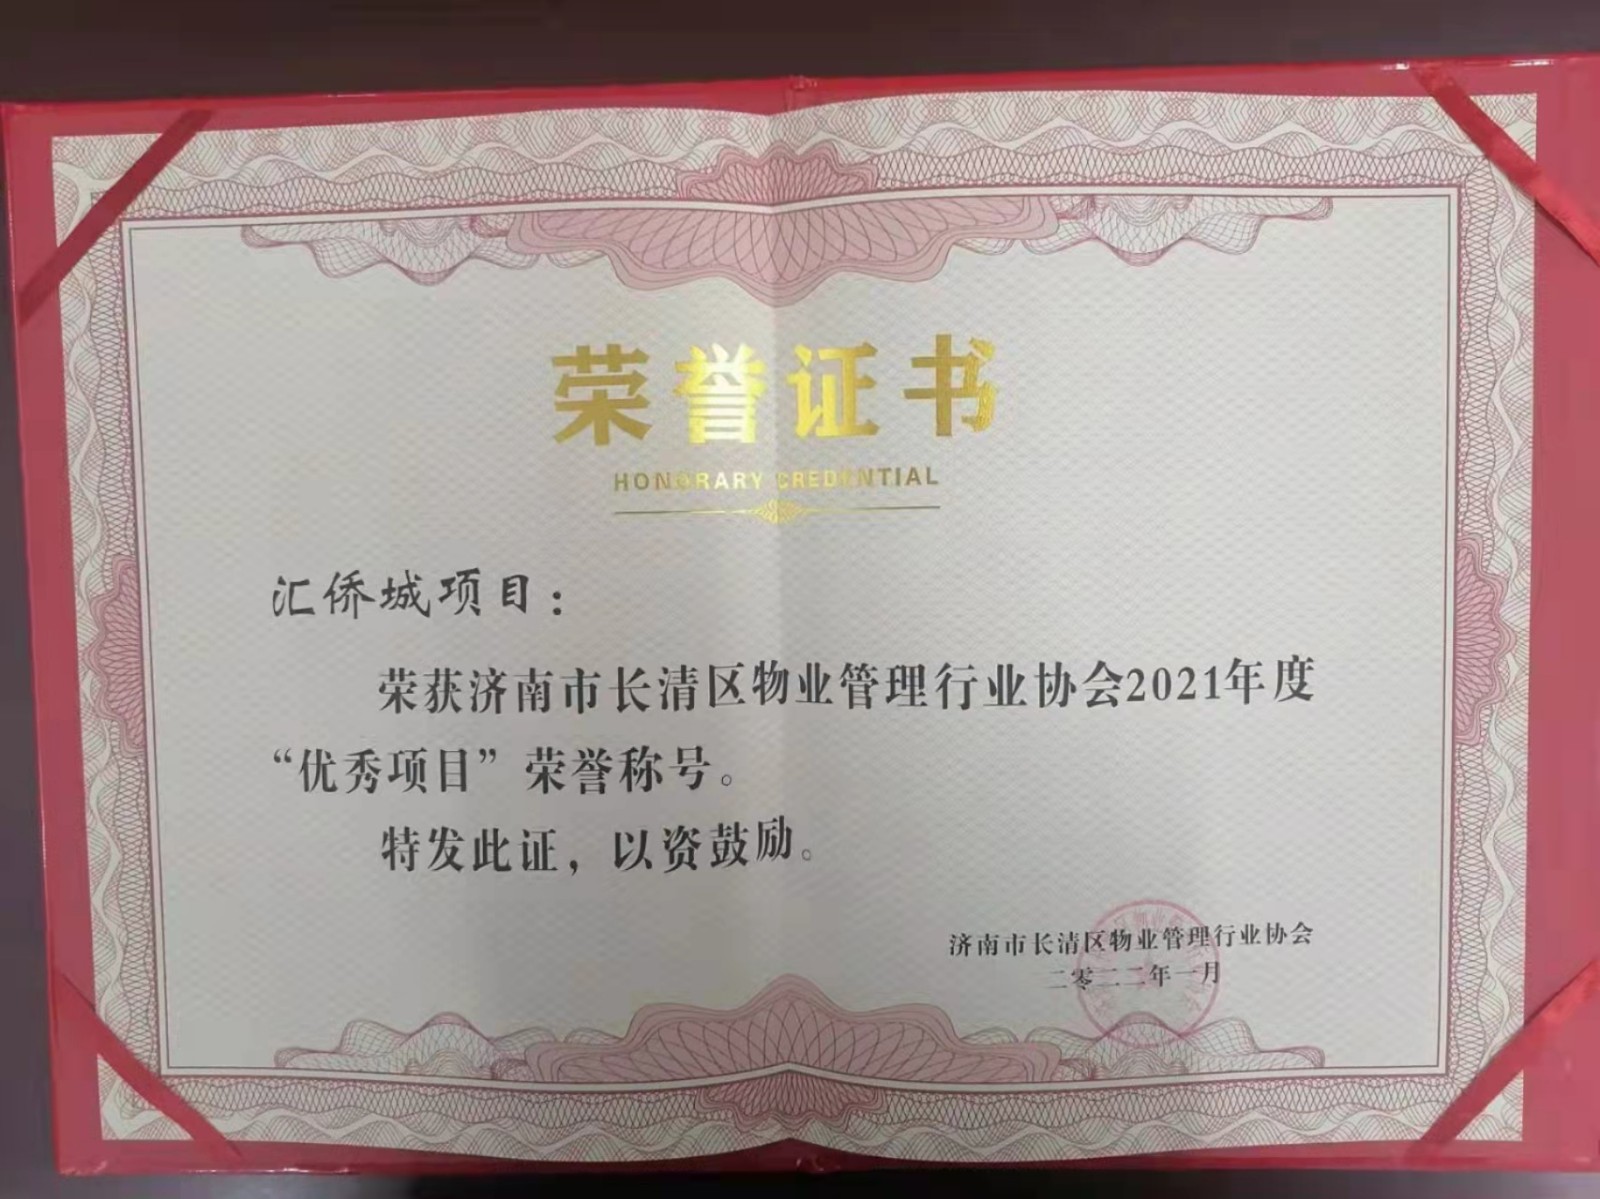 荣誉证书
HONORARY CREDENTIAL
汇侨城项目：
荣获济南市长清区物业管理行业协会2021年度
“优秀项目”荣誉称号。
特发此证，以资鼓励。
济南市长清区物业管理行业协会
二零二二年一月